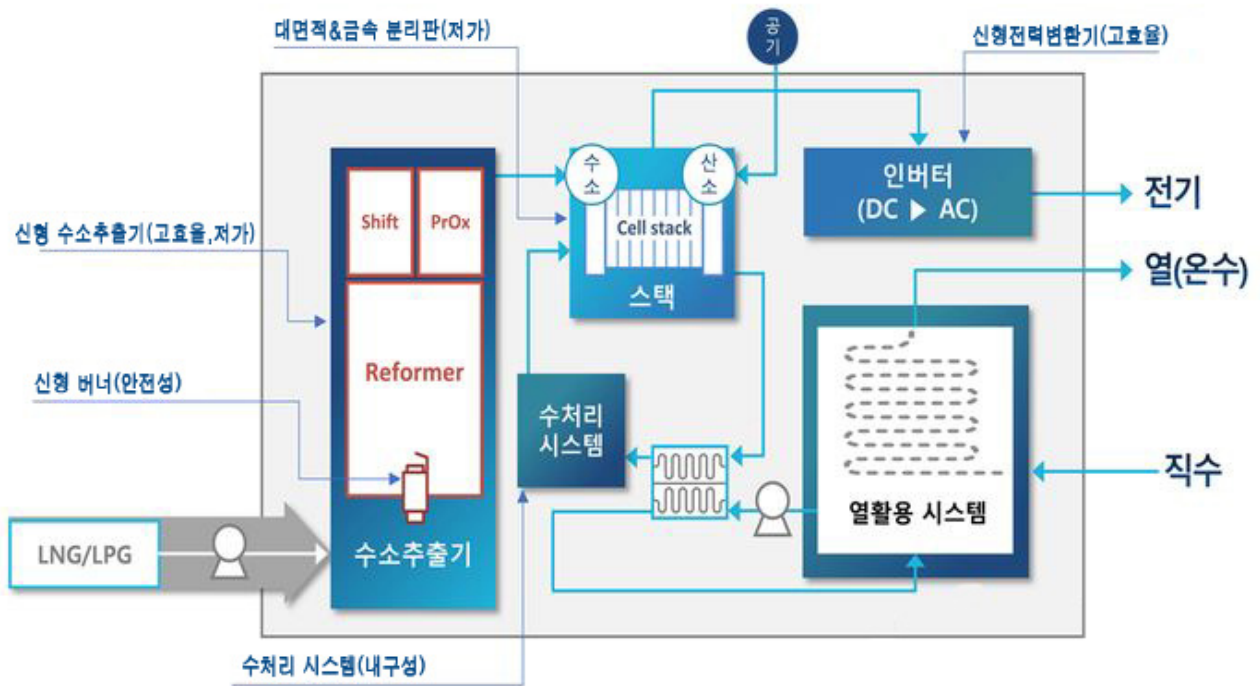 대면적&금속 분리판(저가)
공
기
신형전력변환기(고효율)
수
소
산
소
인버터
(DC ▶ AC)
전기
Shift
PrOx
Cell stack
신형 수소추출기(고효율,저가)
열(온수)
스택
Reformer
신형 버너(안전성)
수처리
시스템
직수
열활용 시스템
LNG/LPG
수소추출기
수처리 시스템(내구성)